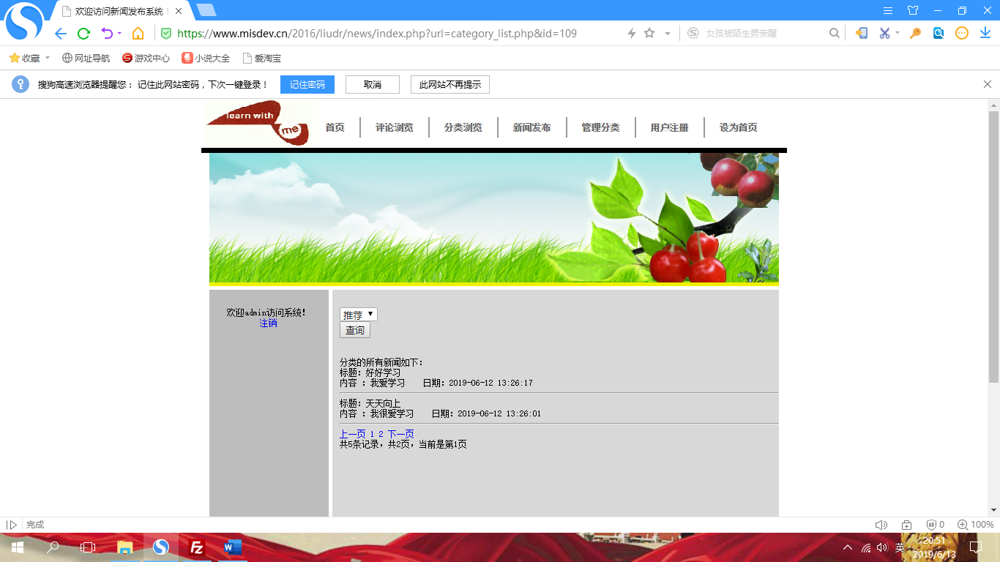 欢迎访问新闻发布系统！
https://www.misdev.cn/2016/liudr/news/index.php?url=category_list.php&id=109
女孩被陌生男亲醒
收藏 网址导航 游戏中心 小说大全 爱淘宝
搜狗高速浏览器提醒您： 记住此网站密码，下次一键登录！ 记住密码 取消 此网站不再提示
learn with
me
首页 评论浏览 分类浏览 新闻发布 管理分类 用户注册 设为首页
欢迎admin访问系统!
注销
推荐
查询
分类的所有新闻如下:
标题: 好好学习
内容 : 我爱学习 日期: 2019-06-12 13:26:17
标题: 天天向上
内容 : 我很爱学习 日期: 2019-06-12 13:26:01
上一页 1 2 下一页
共5条记录，共2页，当前是第1页
完成
AD 0 100%
英
20:51
2019/6/13